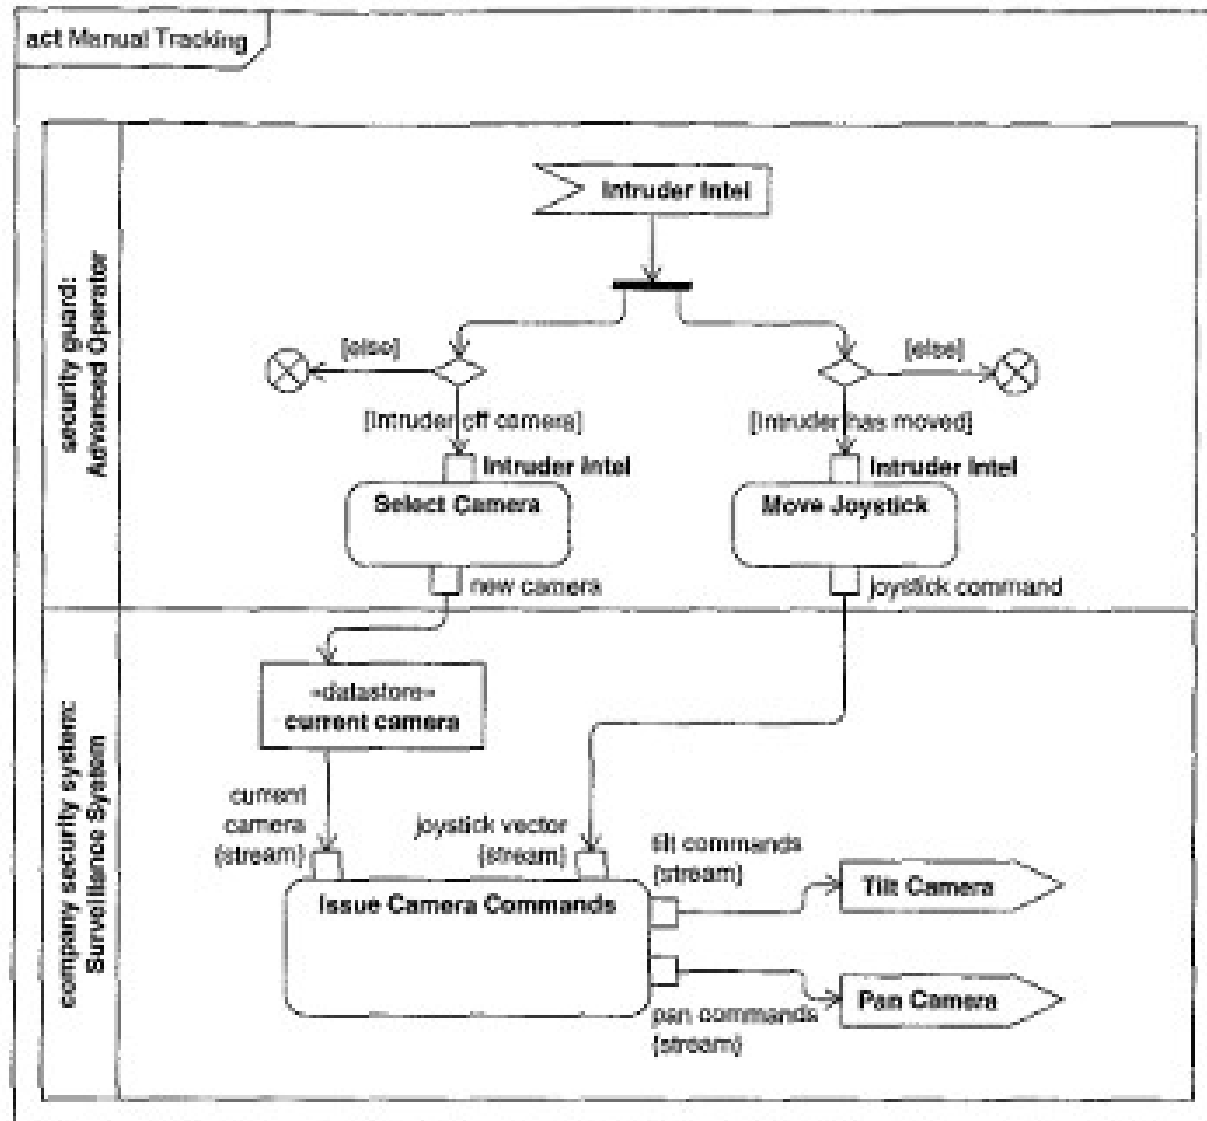 act Manual Tracking
security guard:
Advanced Operator
Intruder Intel
[else]
[else]
[Intruder off camera]
[Intruder has moved]
Intruder Intel
Intruder Intel
Select Camera
Move Joystick
new camera
joystick command
company security system:
Surveillance System
«datastore»
current camera
current
camera
{stream}
joystick vector
{stream}
tilt commands
{stream}
Tilt Camera
Issue Camera Commands
Pan Camera
pan commands
{stream}